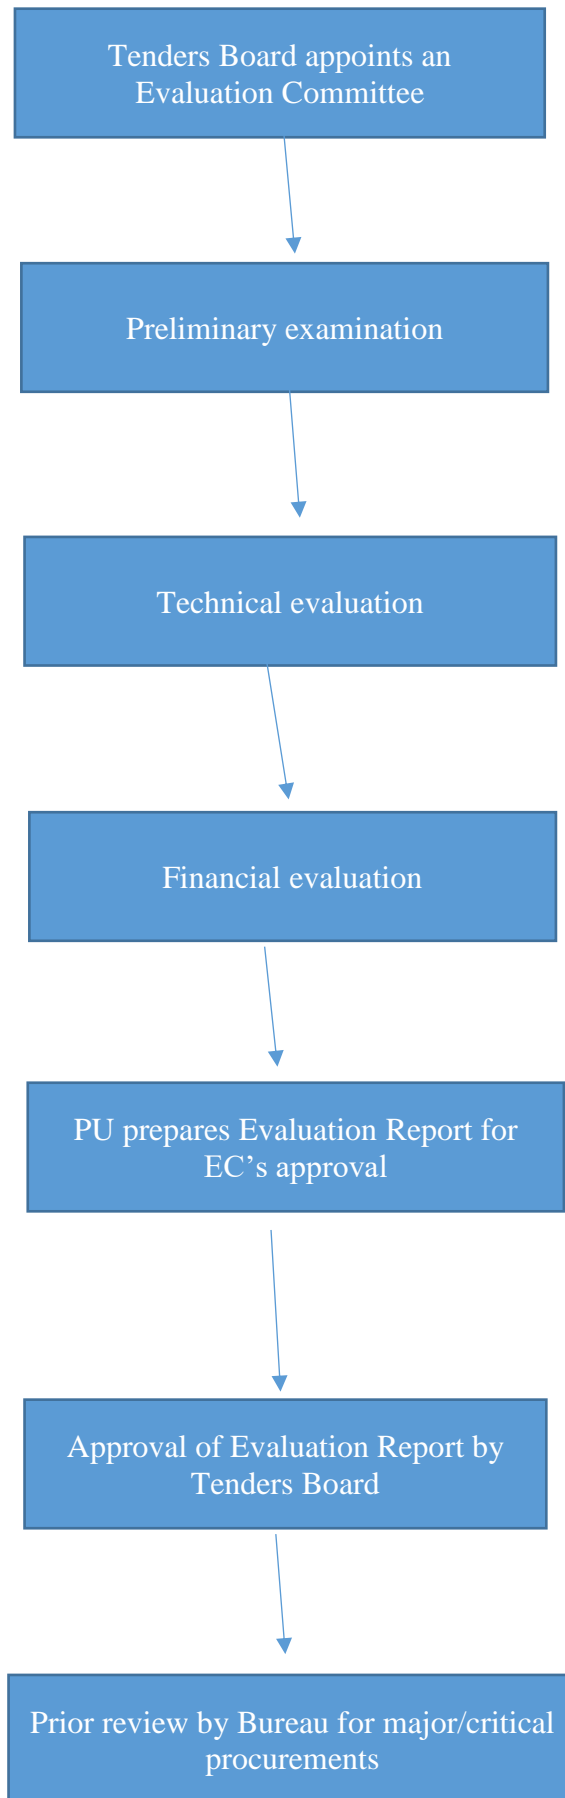 Tenders Board appoints an
Evaluation Committee
Preliminary examination
Technical evaluation
Financial evaluation
PU prepares Evaluation Report for
EC’s approval
Approval of Evaluation Report by
Tenders Board
Prior review by Bureau for major/critical
procurements